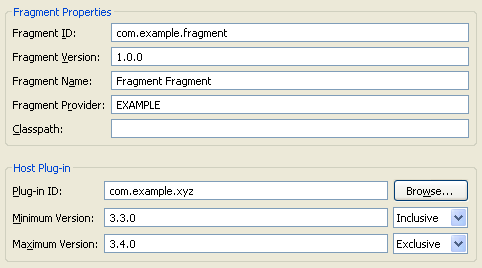 Fragment Properties
Fragment ID: com.example.fragment
Fragment Version: 1.0.0
Fragment Name: Fragment Fragment
Fragment Provider: EXAMPLE
Classpath:
Host Plug-in
Plug-in ID: com.example.xyz Browse...
Minimum Version: 3.3.0 Inclusive
Maximum Version: 3.4.0 Exclusive